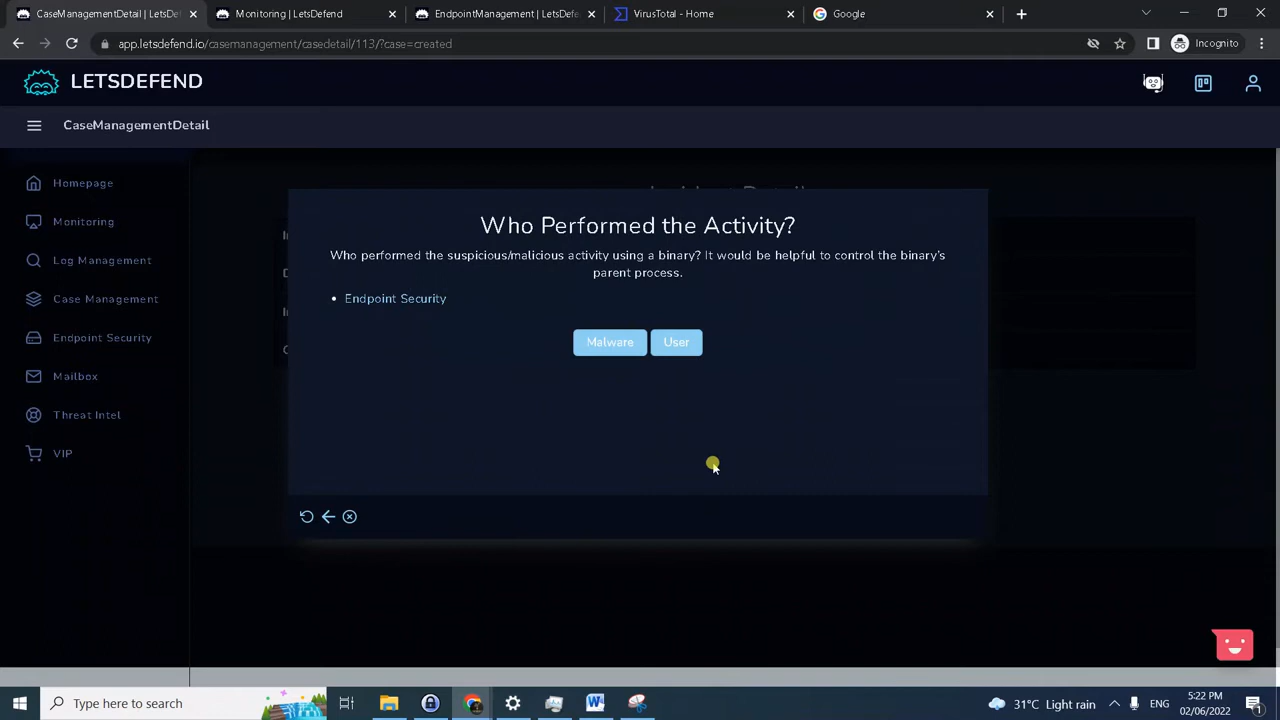 CaseManagementDetail | LetsDe
Monitoring | LetsDefend
EndpointManagement | LetsDefe
VirusTotal - Home
Google
app.letsdefend.io/casemanagement/casedetail/113/?case=created
Incognito
LETSDEFEND
CaseManagementDetail
Homepage
Monitoring
Log Management
Case Management
Endpoint Security
Mailbox
Threat Intel
VIP
Who Performed the Activity?
Who performed the suspicious/malicious activity using a binary? It would be helpful to control the binary's
parent process.
• Endpoint Security
Malware
User
Type here to search
31°C Light rain
ENG
5:22 PM
02/06/2022
1